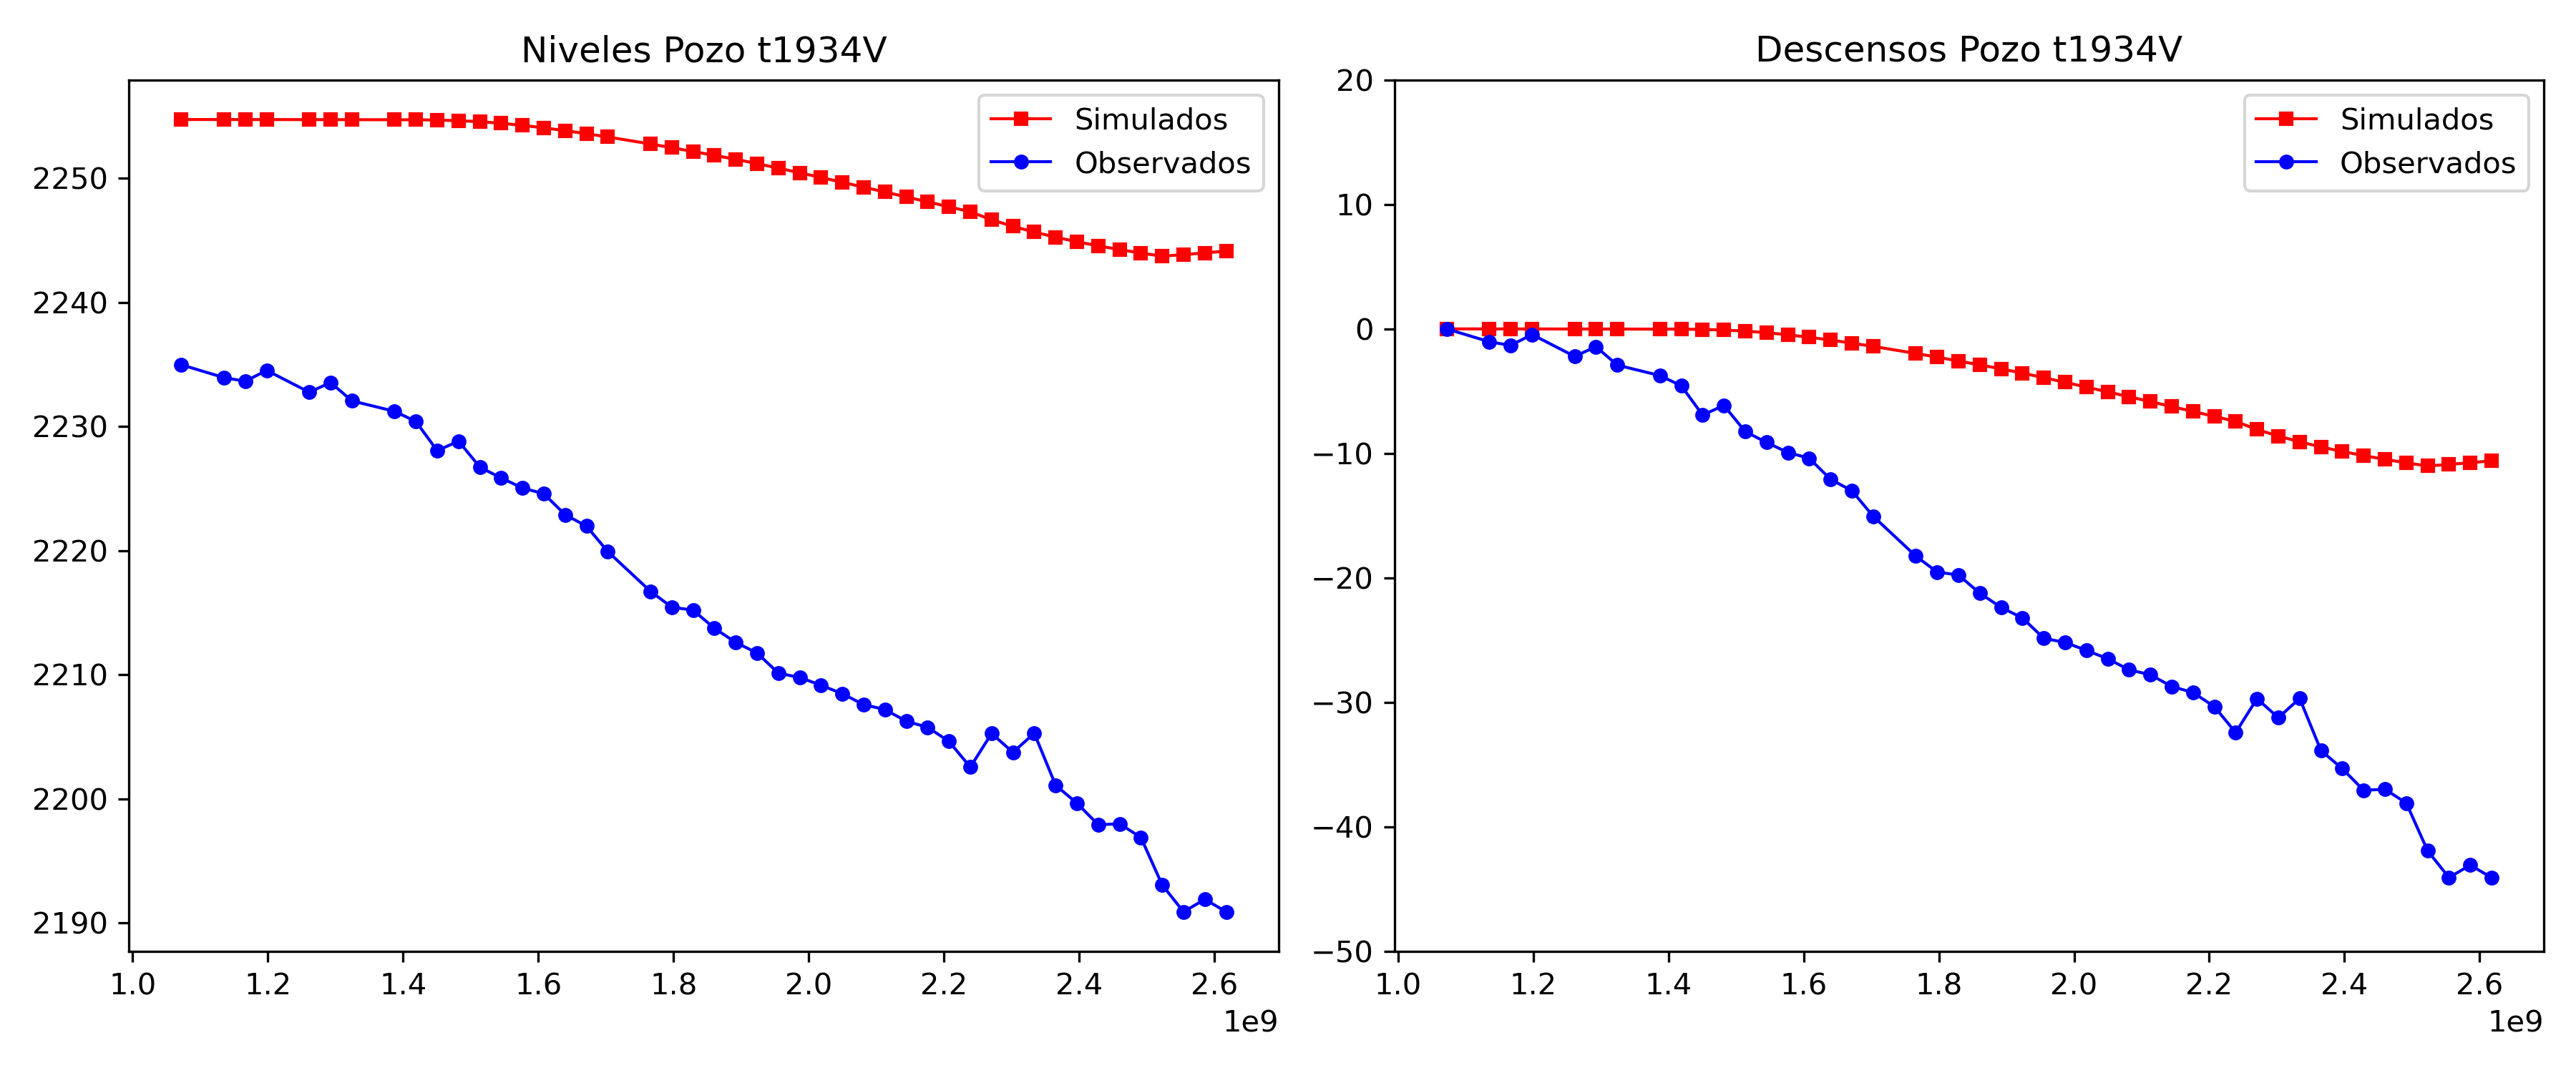 Niveles Pozo t1934V
Simulados
Observados
2250
2240
2230
2220
2210
2200
2190
1.0 1.2 1.4 1.6 1.8 2.0 2.2 2.4 2.6
1e9
Descensos Pozo t1934V
Simulados
Observados
20
10
0
−10
−20
−30
−40
−50
1.0 1.2 1.4 1.6 1.8 2.0 2.2 2.4 2.6
1e9